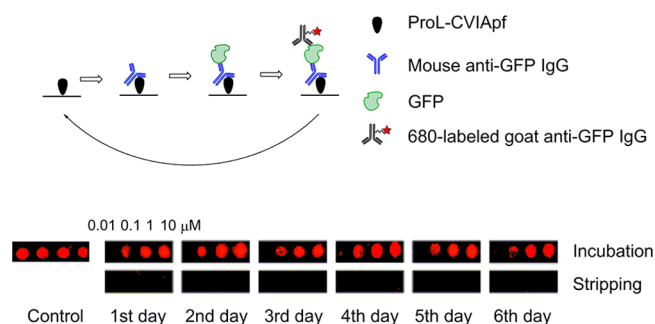 ProL-CVIApf
Mouse anti-GFP IgG
GFP
680-labeled goat anti-GFP IgG
0.01 0.1 1 10 μM
Incubation
Stripping
Control 1st day 2nd day 3rd day 4th day 5th day 6th day